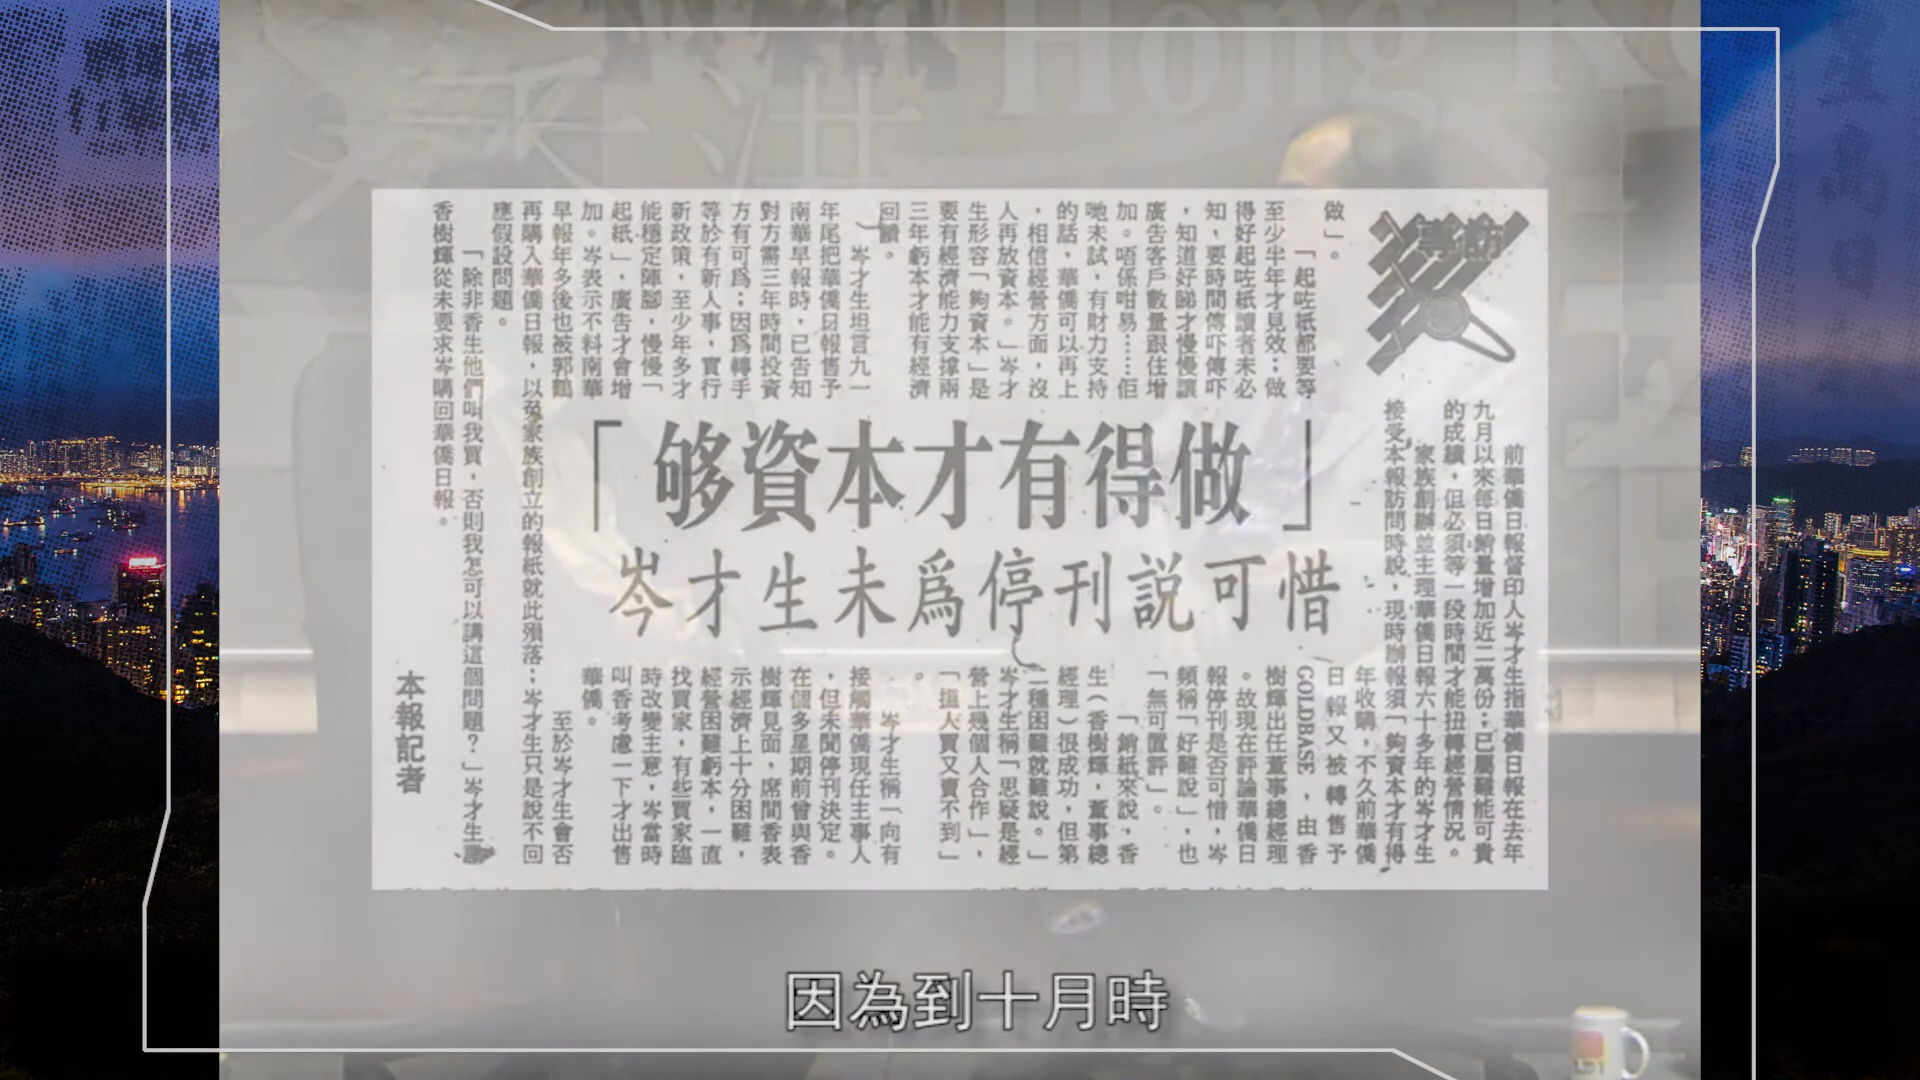 Hong K
專訪
「够資本才有得做」
岑才生未爲停刊説可惜
前華僑日報督印人岑才生指華僑日報在去年
九月以來每日銷量增加近二萬份;已屬難能可貴
的成績,但必須等一段時間才能扭轉經營情況。
家族創辦並主理華僑日報六十多年的岑才生
接受本報訪問時說,現時辦報須「夠資本才有得
做」。
「起咗紙都要等
至少半年才見效;做
得好起咗紙讀者未必
知,要時間傳吓傳吓
,知道好睇才慢慢讓
廣告客戶數量跟住增
加。唔係咁易……佢
哋未試,有財力支持
的話,華僑可以再上
,相信經營方面,沒
人再放資本。」岑才
生形容「夠資本」是
要有經濟能力支撐兩
三年虧本才能有經濟
回饋。
岑才生坦言九一
年尾把華僑日報售予
南華早報時,已告知
對方需三年時間投資
方有可爲;因爲轉手
等於有新人事,實行
新政策,至少年多才
能穩定陣腳,慢慢「
起紙」,廣告才會增
加。岑表示不料南華
早報年多後也被郭鶴
年收購,不久前華僑
日報又被轉售予
GOLDBASE,由香
樹輝出任董事總經理
。故現在評論華僑日
報停刊是否可惜,岑
頻稱「好難說」,也
「無可置評」。
「銷紙來說,香
生(香樹輝,董事總
經理)很成功,但第
二種困難就難說。」
岑才生稱「思疑是經
營上幾個人合作」,
「搵人買又賣不到」
。
岑才生稱「向有
接觸華僑現任主事人
,但未聞停刊決定。
在個多星期前曾與香
樹輝見面,席間香表
示經濟上十分困難,
經營困難虧本,一直
找買家,有些買家臨
時改變主意,岑當時
叫香考慮一下才出售
華僑。
至於岑才生會否
再購入華僑日報,以免家族創立的報紙就此殞落;岑才生只是說不回
應假設問題。
「除非香生他們叫我買,否則我怎可以講這個問題?」岑才生謂
香樹輝從未要求岑購回華僑日報。
本報記者
因為到十月時